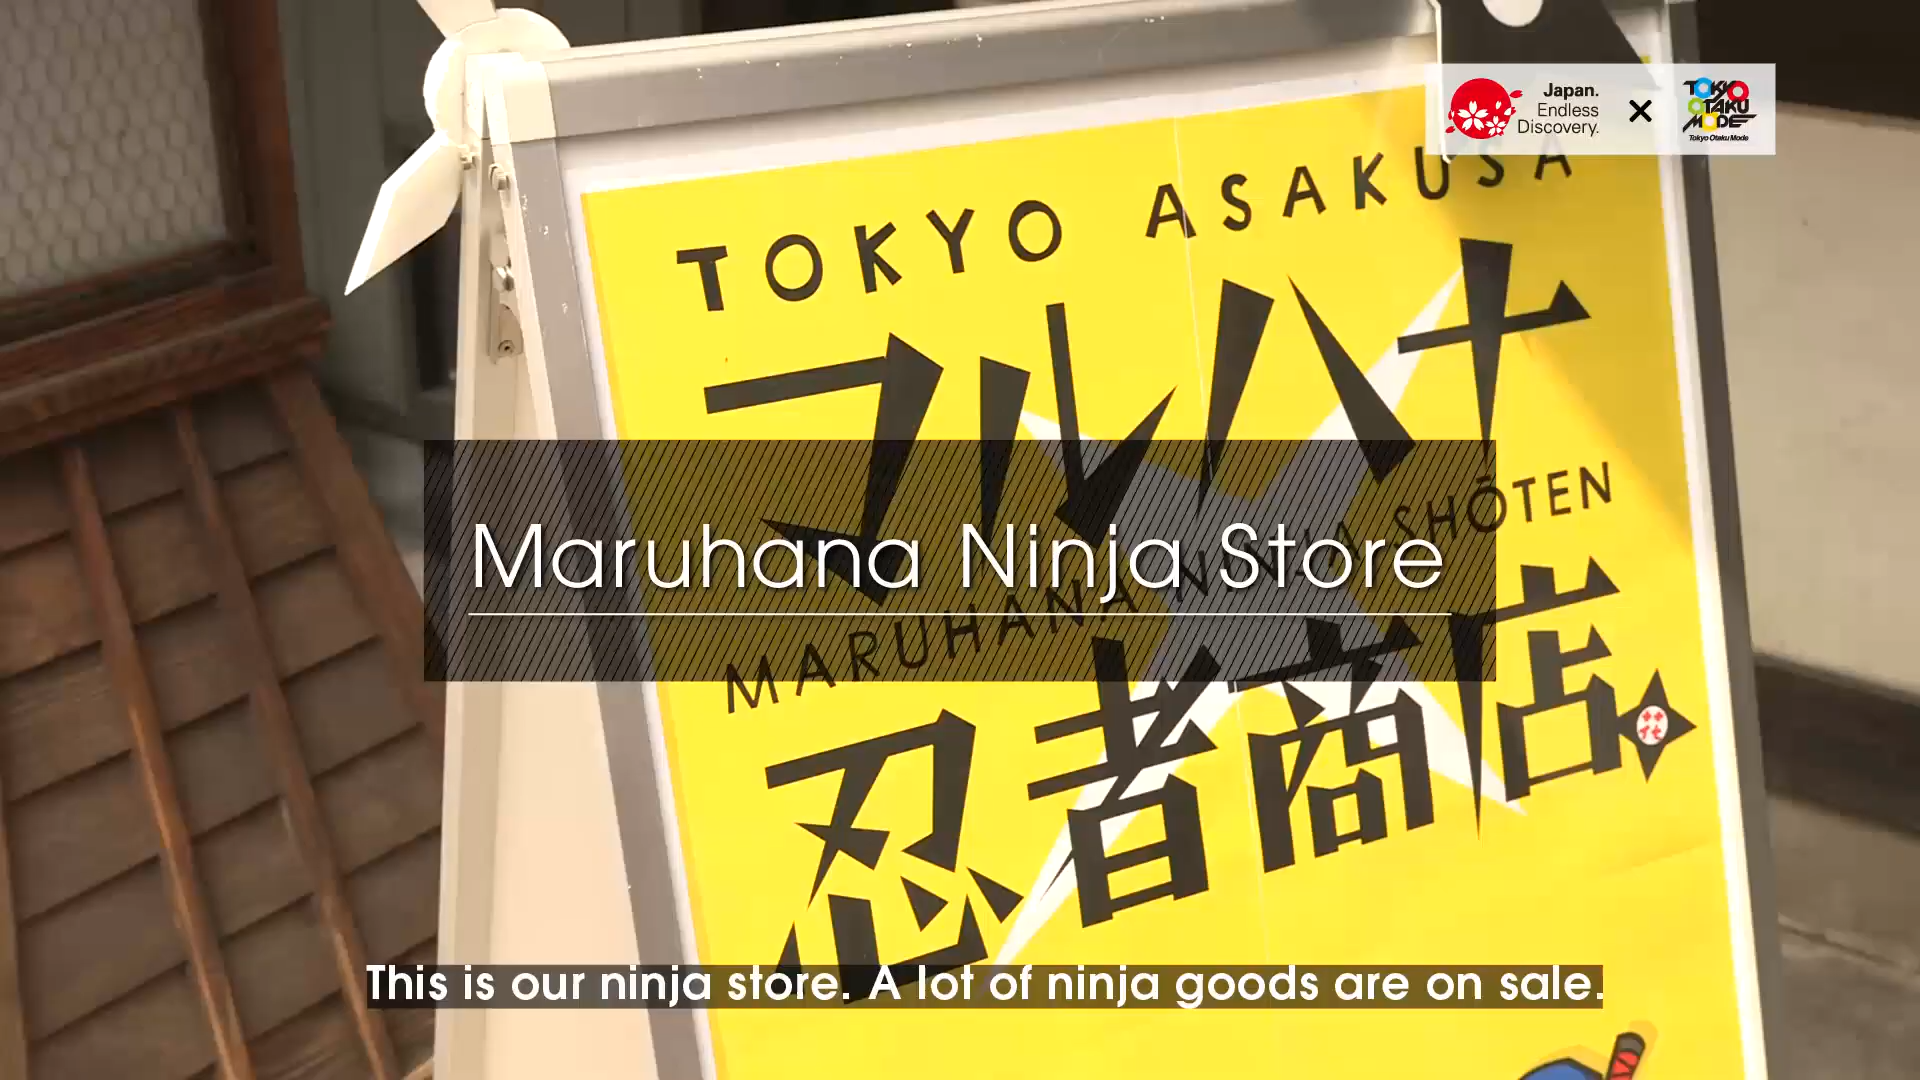 Japan.
Endless
Discovery.
TOKYO
OTAKU
MODE
Tokyo Otaku Mode
TOKYO ASAKUSA
マルハナ
MARUHANA NINJA SHŌTEN
忍者商店
花
Maruhana Ninja Store
This is our ninja store. A lot of ninja goods are on sale.